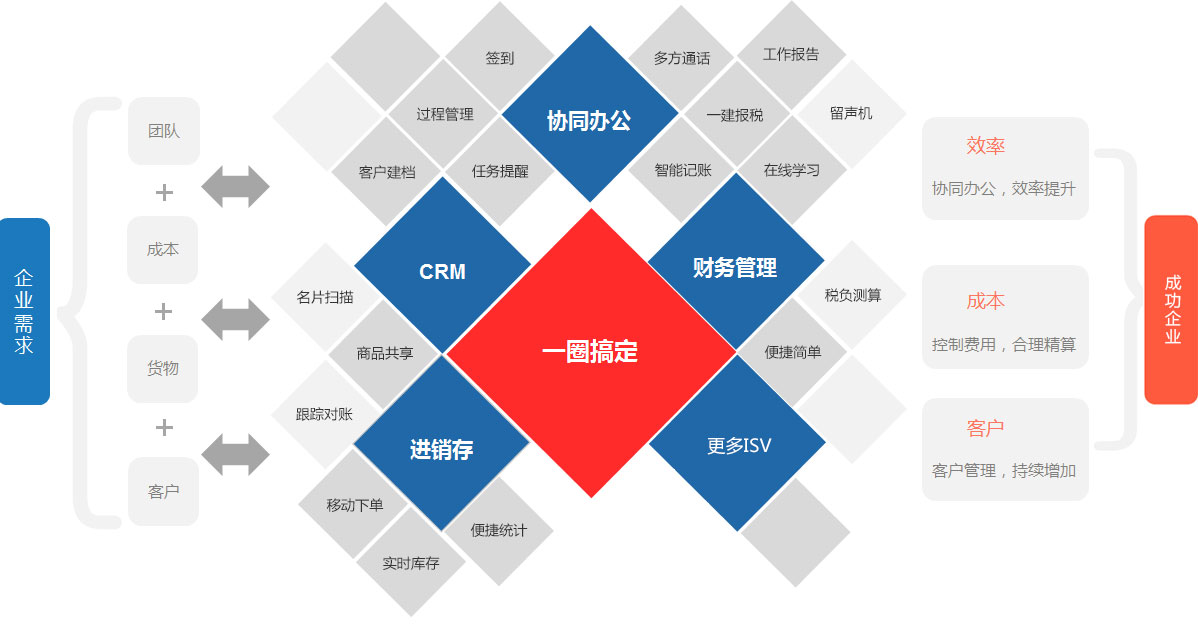 企业需求
团队
+
成本
+
货物
+
客户
签到
过程管理
客户建档
任务提醒
协同办公
多方通话
工作报告
一建报税
留声机
智能记账
在线学习
CRM
财务管理
名片扫描
商品共享
跟踪对账
一圈搞定
税负测算
便捷简单
进销存
更多ISV
移动下单
便捷统计
实时库存
效率
协同办公，效率提升
成本
控制费用，合理精算
客户
客户管理，持续增加
成功企业